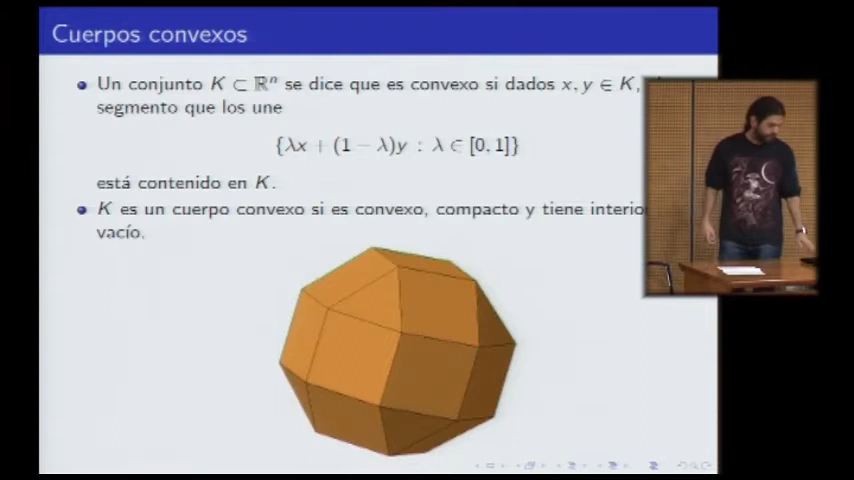 Cuerpos convexos
Un conjunto K ⊂ ℝⁿ se dice que es convexo si dados x, y ∈ K,
segmento que los une
{λx + (1 − λ)y : λ ∈ [0, 1]}
está contenido en K.
K es un cuerpo convexo si es convexo, compacto y tiene
vacío.